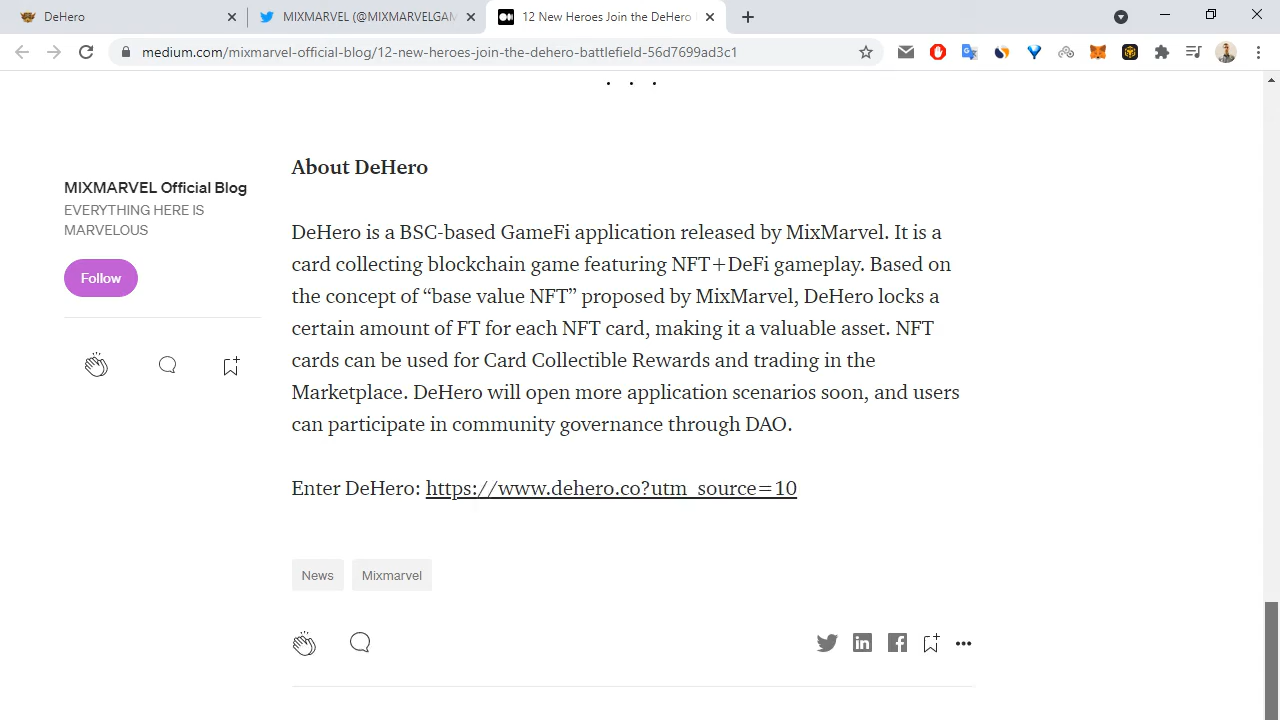 DeHero
MIXMARVEL (@MIXMARVELGAM
12 New Heroes Join the DeHero
medium.com/mixmarvel-official-blog/12-new-heroes-join-the-dehero-battlefield-56d7699ad3c1
. . .
MIXMARVEL Official Blog
EVERYTHING HERE IS
MARVELOUS
Follow
About DeHero
DeHero is a BSC-based GameFi application released by MixMarvel. It is a
card collecting blockchain game featuring NFT+DeFi gameplay. Based on
the concept of “base value NFT” proposed by MixMarvel, DeHero locks a
certain amount of FT for each NFT card, making it a valuable asset. NFT
cards can be used for Card Collectible Rewards and trading in the
Marketplace. DeHero will open more application scenarios soon, and users
can participate in community governance through DAO.
Enter DeHero: https://www.dehero.co?utm_source=10
News
Mixmarvel